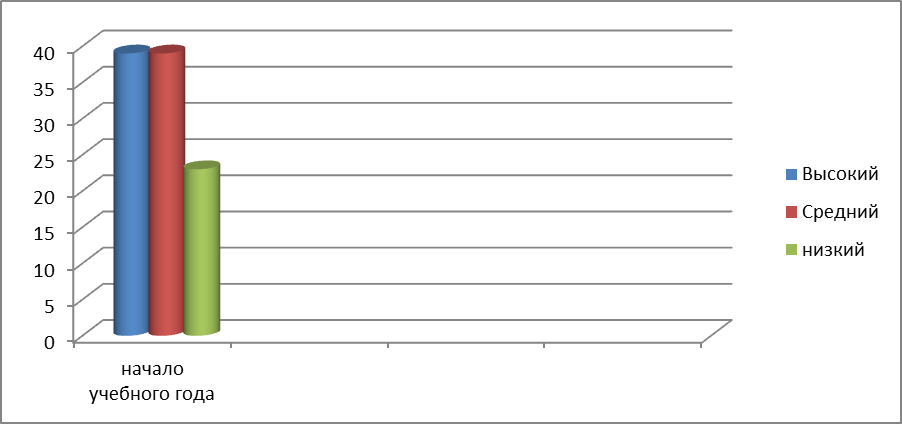 40
35
30
25
20
15
10
5
0
начало
учебного года
Высокий
Средний
низкий